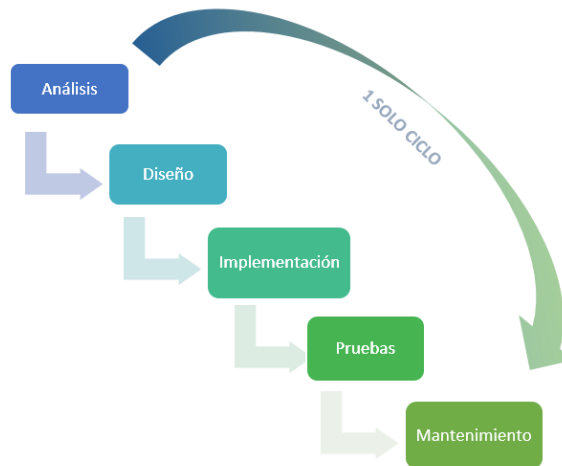 Análisis
1 SOLO CICLO
Diseño
Implementación
Pruebas
Mantenimiento